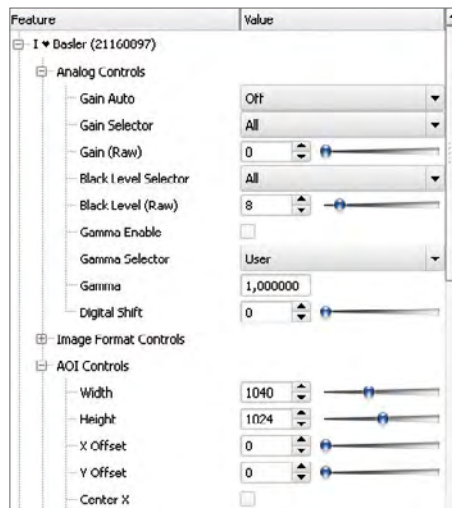 Feature Value
I ♥ Basler (21160097)
Analog Controls
Gain Auto Off
Gain Selector All
Gain (Raw) 0
Black Level Selector All
Black Level (Raw) 8
Gamma Enable
Gamma Selector User
Gamma 1,000000
Digital Shift 0
Image Format Controls
AOI Controls
Width 1040
Height 1024
X Offset 0
Y Offset 0
Center X